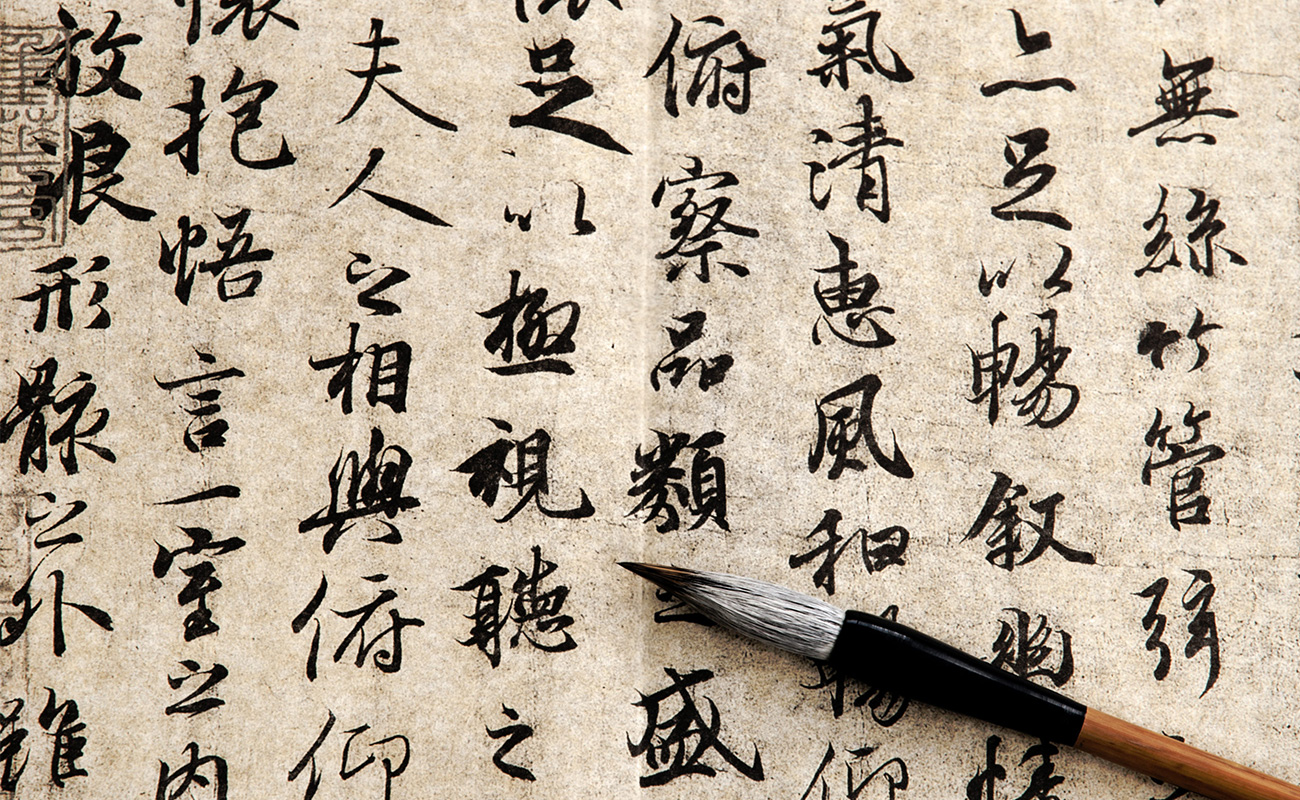 無絲竹管弦
亦足以暢叙幽情
氣清惠風和暢仰
俯察品類之盛
懷足以極視聽之
夫人之相與俯仰
懷抱悟言一室之內
放浪形骸之外雖